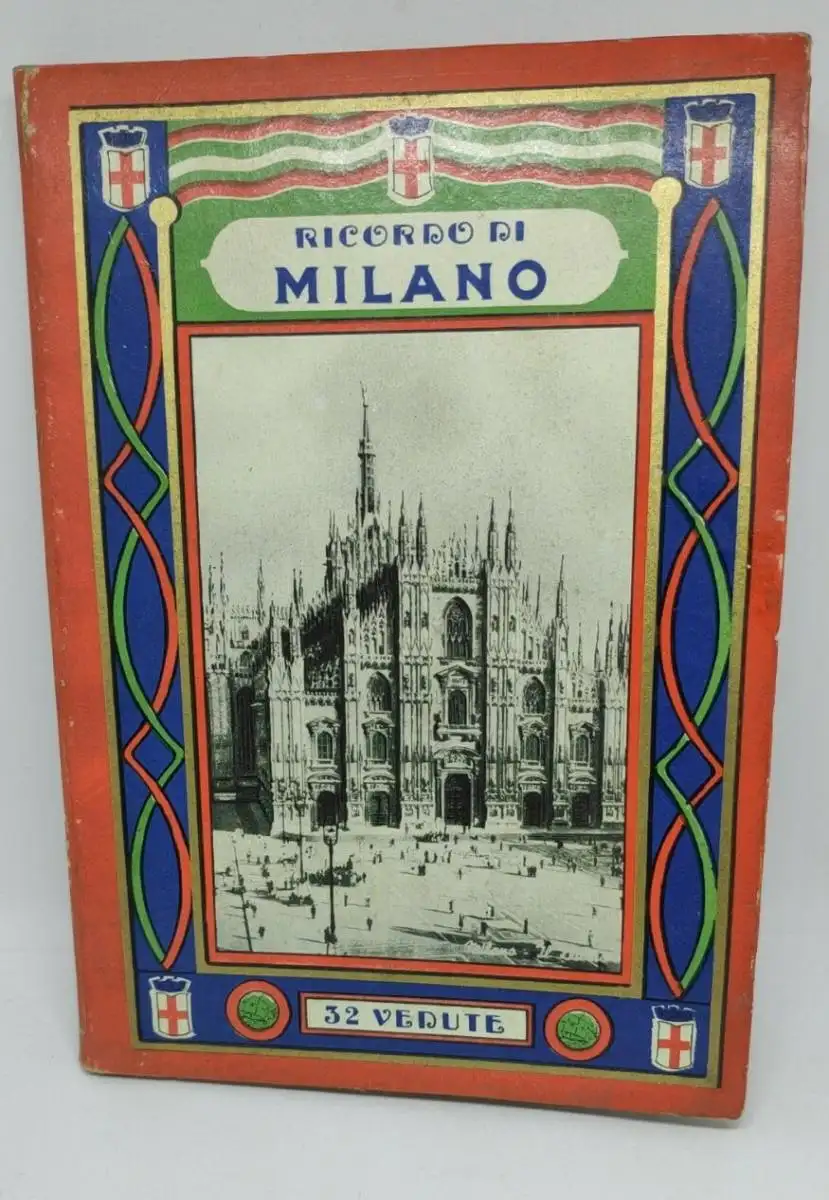 RICORDO DI
MILANO
32 VEDUTE